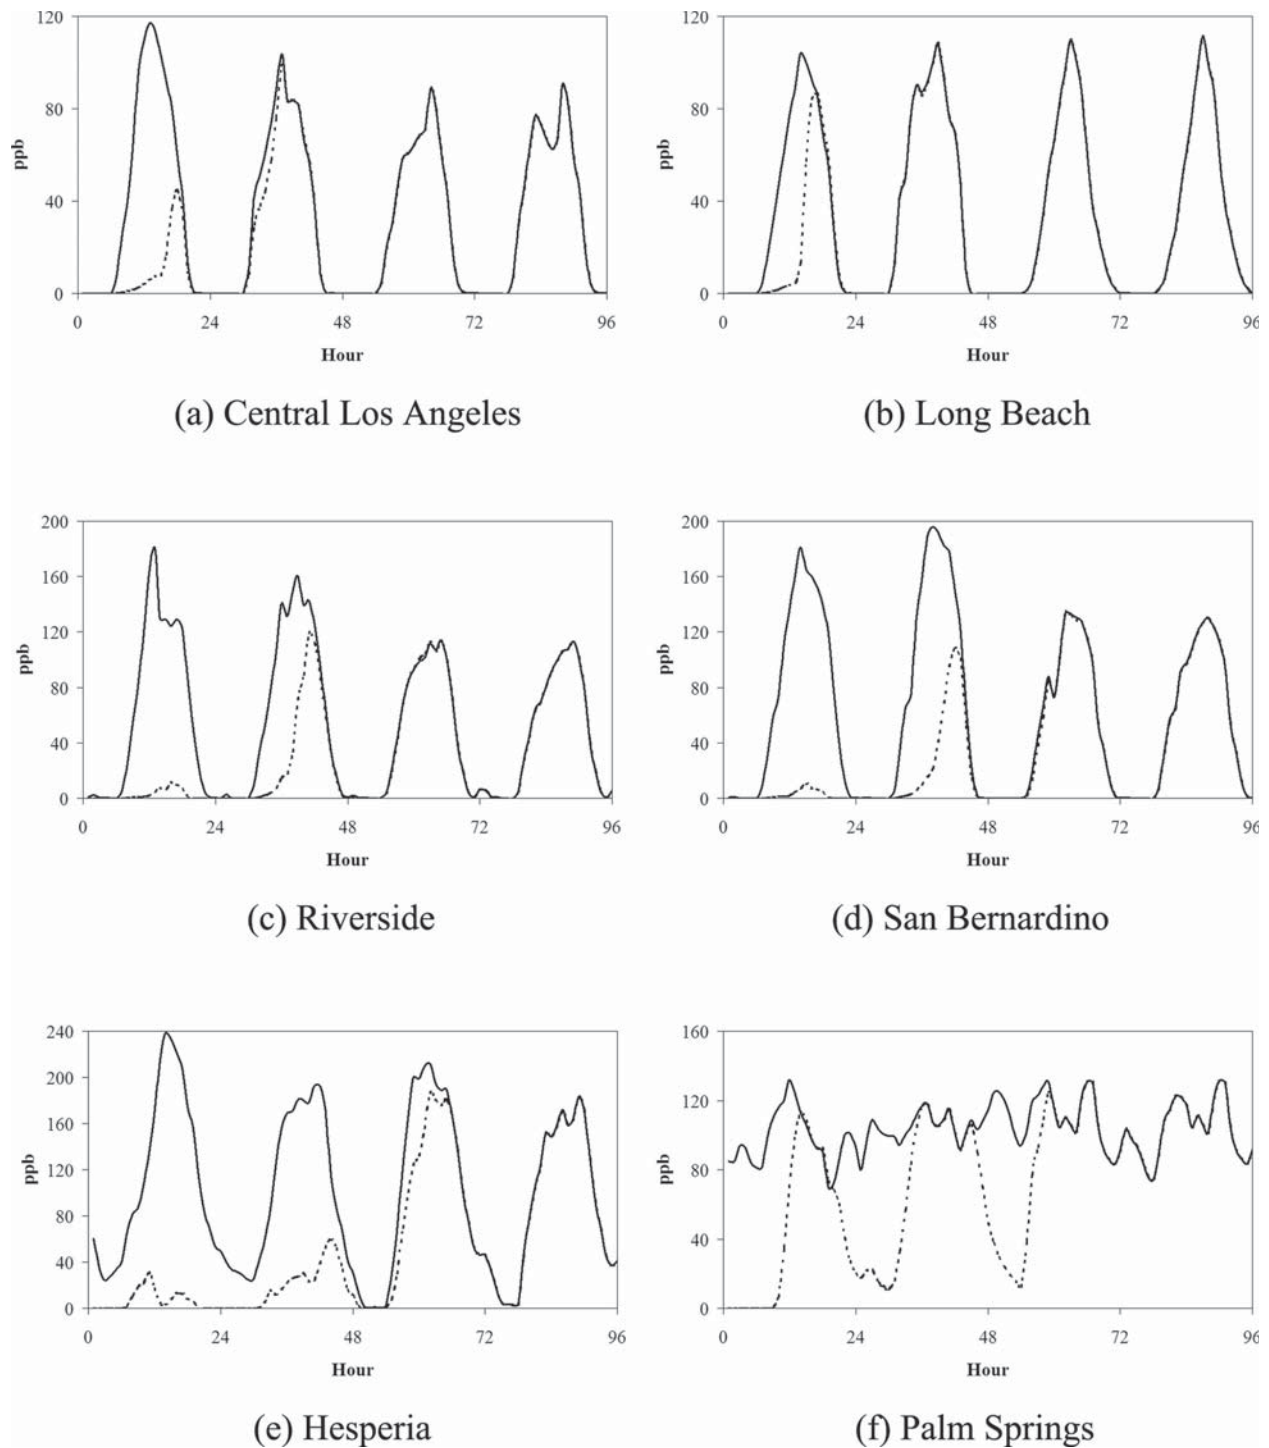 120
120
80
80
ppb
ppb
40
40
0
0
0 24 48 72 96
0 24 48 72 96
Hour
Hour
(a) Central Los Angeles
(b) Long Beach
200
200
160
160
120
120
ppb
ppb
80
80
40
40
0
0
0 24 48 72 96
0 24 48 72 96
Hour
Hour
(c) Riverside
(d) San Bernardino
240
160
200
120
160
ppb
120
ppb
80
80
40
40
0
0
0 24 48 72 96
0 24 48 72 96
Hour
Hour
(e) Hesperia
(f) Palm Springs